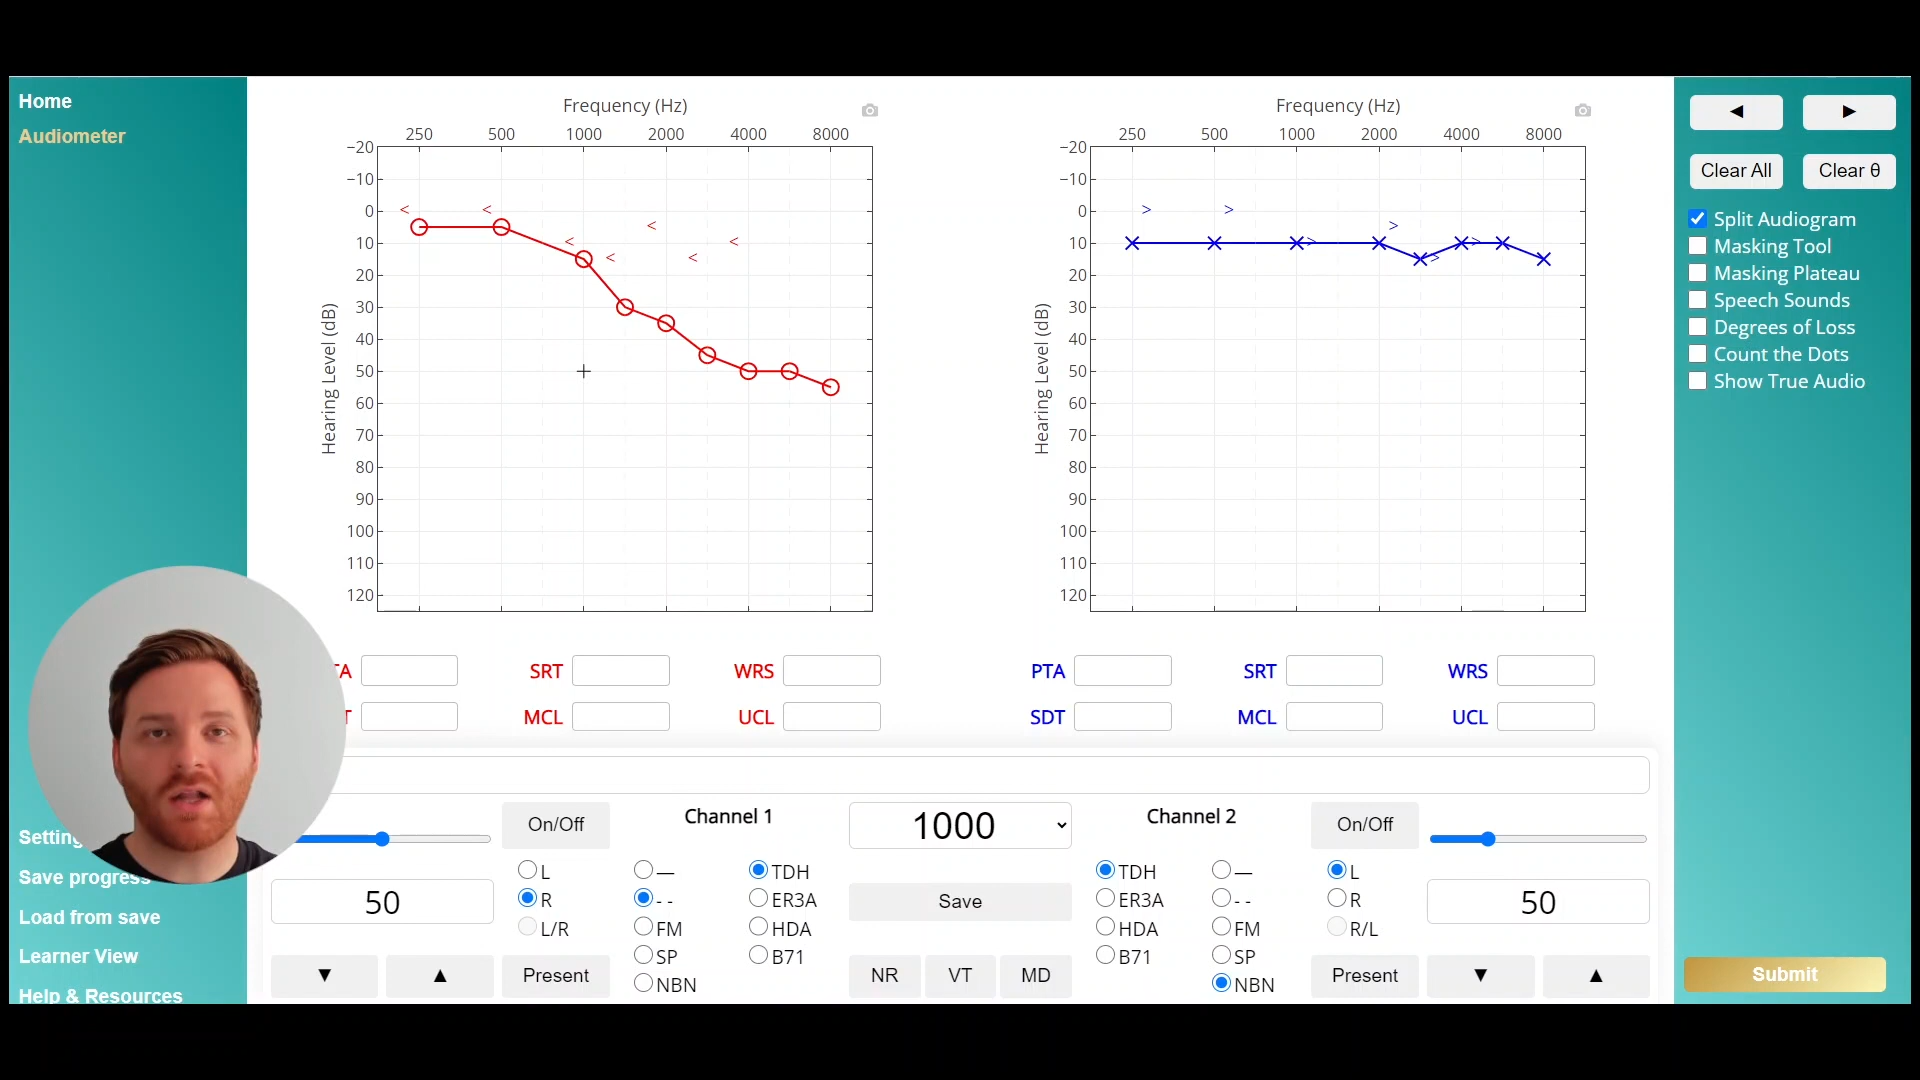 Home
Audiometer
Frequency (Hz)
250 500 1000 2000 4000 8000
−20
−10
0
10
20
30
40
50
60
70
80
90
100
110
120
Hearing Level (dB)
Frequency (Hz)
250 500 1000 2000 4000 8000
−20
−10
0
10
20
30
40
50
60
70
80
90
100
110
120
Hearing Level (dB)
◀ ▶
Clear All Clear θ
Split Audiogram
Masking Tool
Masking Plateau
Speech Sounds
Degrees of Loss
Count the Dots
Show True Audio
TA SRT WRS
T MCL UCL
PTA SRT WRS
SDT MCL UCL
On/Off Channel 1 1000 Channel 2 On/Off
L — TDH TDH — L
50 R - - ER3A Save ER3A - - R 50
L/R FM HDA HDA FM R/L
SP B71 B71 SP
▼ ▲ Present NBN NR VT MD NBN Present ▼ ▲
Setting
Save progress
Load from save
Learner View
Help & Resources
Submit